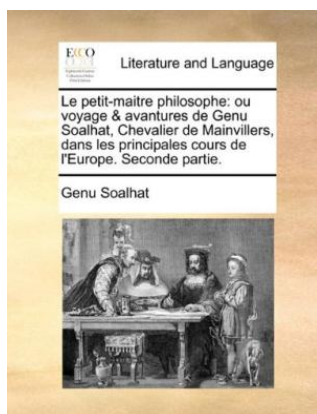 ECCO
Literature and Language
Le petit-maitre philosophe: ou
voyage & avantures de Genu
Soalhat, Chevalier de Mainvillers,
dans les principales cours de
l'Europe. Seconde partie.
Genu Soalhat